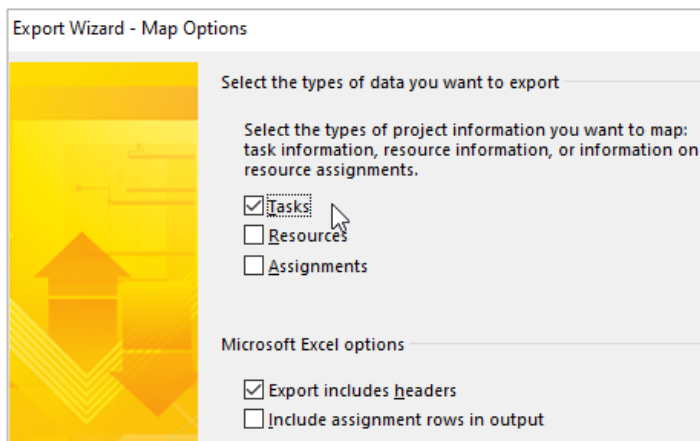 Export Wizard - Map Options
Select the types of data you want to export
Select the types of project information you want to map:
task information, resource information, or information on
resource assignments.
Tasks
Resources
Assignments
Microsoft Excel options
Export includes headers
Include assignment rows in output